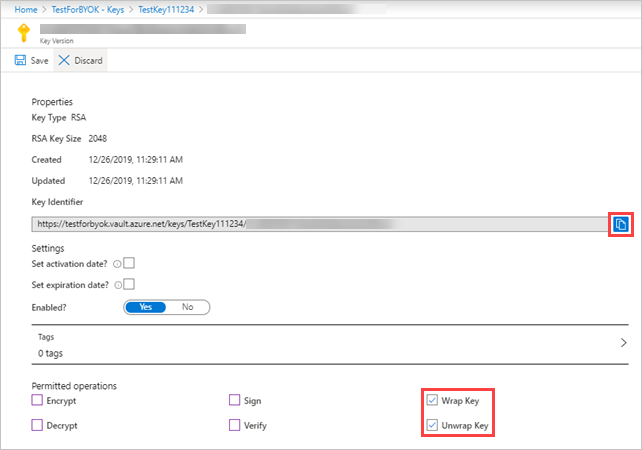 Home > TestForBYOK - Keys > TestKey111234 >
Key Version
Save Discard
Properties
Key Type RSA
RSA Key Size 2048
Created 12/26/2019, 11:29:11 AM
Updated 12/26/2019, 11:29:11 AM
Key Identifier
https://testforbyok.vault.azure.net/keys/TestKey111234/
Settings
Set activation date?
Set expiration date?
Enabled? Yes No
Tags
0 tags
Permitted operations
Encrypt Sign Wrap Key
Decrypt Verify Unwrap Key